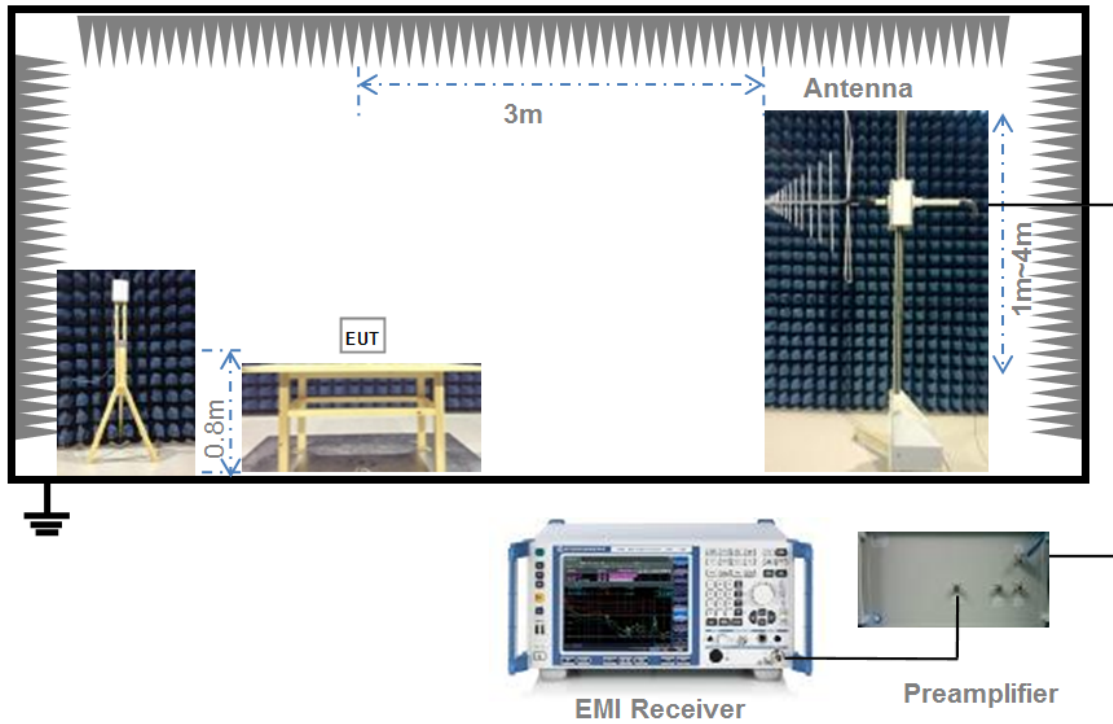 Antenna
3m
1m~4m
EUT
0.8m
EMI Receiver
Preamplifier